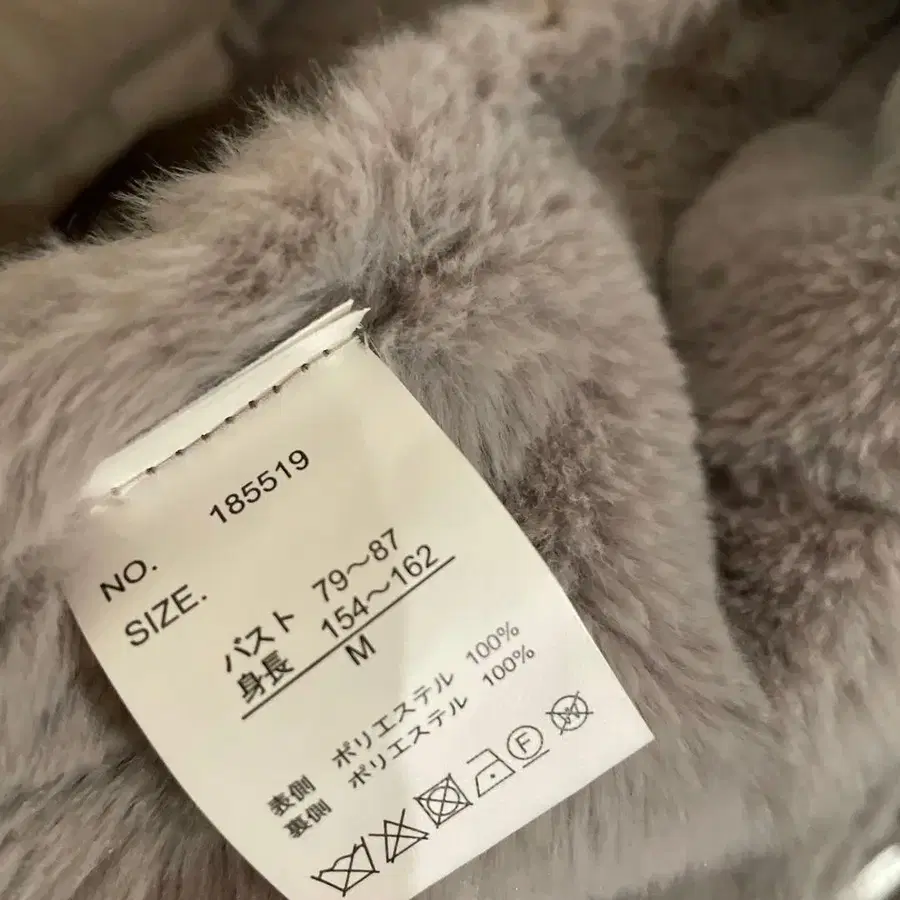 NO. 185519
SIZE.
バスト 79～87
身長 154～162
M
表側 ポリエステル 100%
裏側 ポリエステル 100%
F W